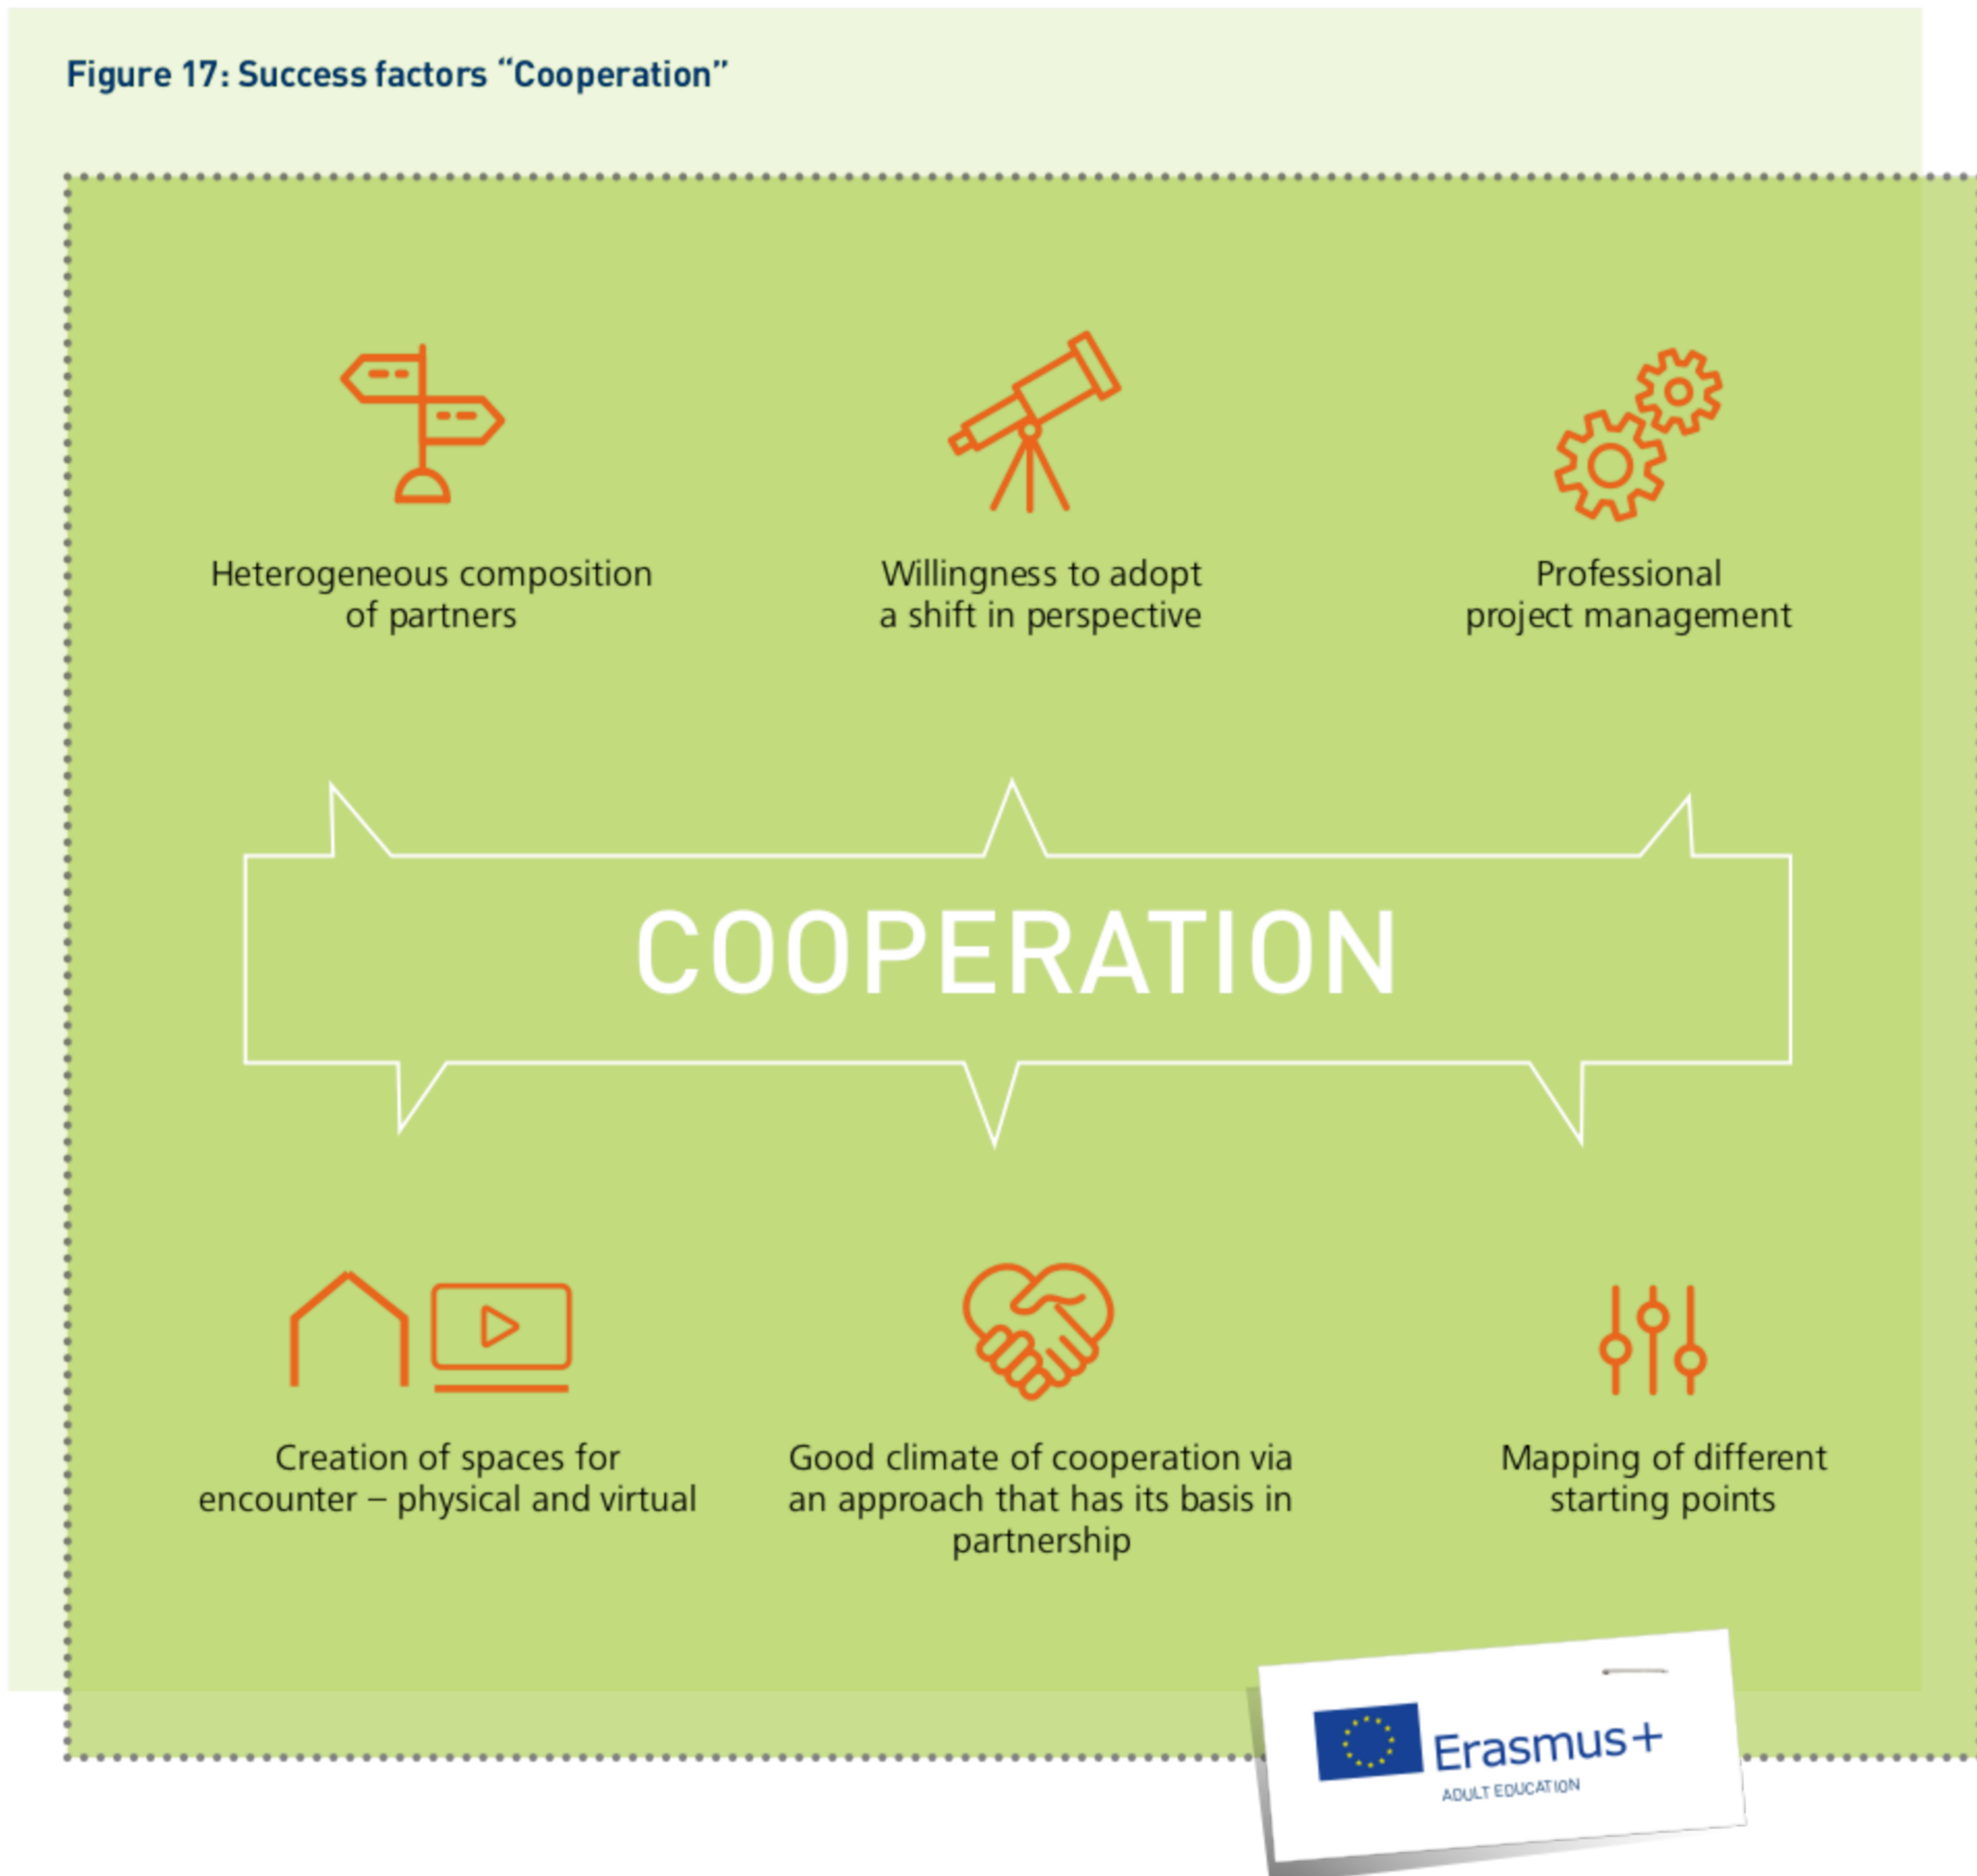 Figure 17: Success factors “Cooperation”
Heterogeneous composition
of partners
Willingness to adopt
a shift in perspective
Professional
project management
COOPERATION
Creation of spaces for
encounter – physical and virtual
Good climate of cooperation via
an approach that has its basis in
partnership
Mapping of different
starting points
Erasmus+
ADULT EDUCATION